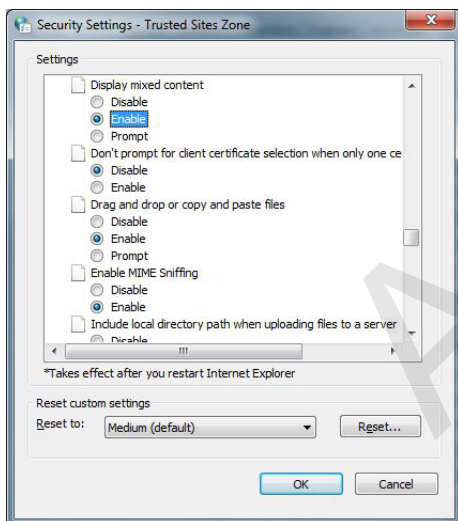 Security Settings - Trusted Sites Zone
Settings
Display mixed content
Disable
Enable
Prompt
Don't prompt for client certificate selection when only one ce
Disable
Enable
Drag and drop or copy and paste files
Disable
Enable
Prompt
Enable MIME Sniffing
Disable
Enable
Include local directory path when uploading files to a server
Disable
*Takes effect after you restart Internet Explorer
Reset custom settings
Reset to: Medium (default) Reset...
OK Cancel